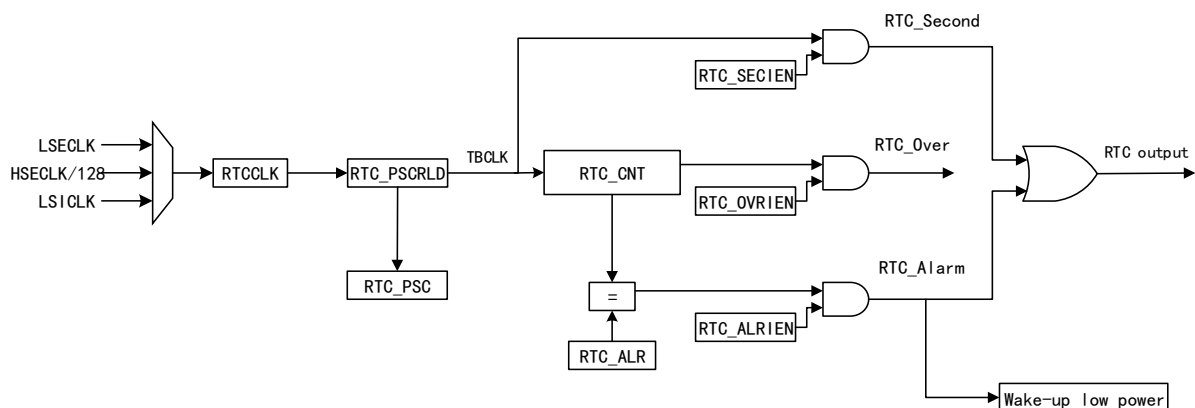 RTC_Second
RTC_SECIEN
LSECLK
HSECLK/128
LSICLK
RTCCLK
RTC_PSCRLD
TBCLK
RTC_CNT
RTC_Over
RTC_OVRIEN
RTC output
RTC_PSC
=
RTC_Alarm
RTC_ALRIEN
RTC_ALR
Wake-up low power